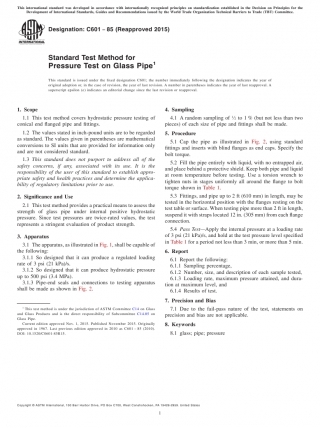 This international standard was developed in accordance with internationally recognized principles on standardization established in the Decision on Principles for the
Development of International Standards, Guides and Recommendations issued by the World Trade Organization Technical Barriers to Trade (TBT) Committee.
Designation: C601 − 85 (Reapproved 2015)
INTERNATIONAL
Standard Test Method for
Pressure Test on Glass Pipe1
This standard is issued under the fixed designation C601; the number immediately following the designation indicates the year of
original adoption or, in the case of revision, the year of last revision. A number in parentheses indicates the year of last reapproval. A
superscript epsilon (ε) indicates an editorial change since the last revision or reapproval.
1. Scope
1.1 This test method covers hydrostatic pressure testing of
conical end flanged pipe and fittings.
1.2 The values stated in inch-pound units are to be regarded
as standard. The values given in parentheses are mathematical
conversions to SI units that are provided for information only
and are not considered standard.
1.3 This standard does not purport to address all of the
safety concerns, if any, associated with its use. It is the
responsibility of the user of this standard to establish appro-
priate safety and health practices and determine the applica-
bility of regulatory limitations prior to use.
2. Significance and Use
2.1 This test method provides a practical means to assess the
strength of glass pipe under internal positive hydrostatic
pressure. Since test pressures are twice-rated values, the test
represents a stringent evaluation of product strength.
3. Apparatus
3.1 The apparatus, as illustrated in Fig. 1, shall be capable of
the following:
3.1.1 So designed that it can produce a regulated loading
rate of 3 psi (21 kPa)/s.
3.1.2 So designed that it can produce hydrostatic pressure
up to 500 psi (3.4 MPa).
3.1.3 Pipe-end seals and connections to testing apparatus
shall be made as shown in Fig. 2.
1 This test method is under the jurisdiction of ASTM Committee C14 on Glass
and Glass Products and is the direct responsibility of Subcommittee C14.05 on
Glass Pipe.
Current edition approved Nov. 1, 2015. Published November 2015. Originally
approved in 1967. Last previous edition approved in 2010 as C601 – 85 (2010).
DOI: 10.1520/C0601-85R15.
4. Sampling
4.1 A random sampling of ½ to 1 % (but not less than two
pieces) of each size of pipe and fittings shall be made.
5. Procedure
5.1 Cap the pipe as illustrated in Fig. 2, using standard
fittings and inserts with blind flanges as end caps. Specify the
bolt torque.
5.2 Fill the pipe entirely with liquid, with no entrapped air,
and place behind a protective shield. Keep both pipe and liquid
at room temperature before testing. Use a torsion wrench to
tighten nuts in stages uniformly all around the flange to bolt
torque shown in Table 1.
5.3 Fittings, and pipe up to 2 ft (610 mm) in length, may be
tested in the horizontal position with the flanges resting on the
test table or surface. When testing pipe more than 2 ft in length,
suspend it with straps located 12 in. (305 mm) from each flange
connection.
5.4 Pass Test—Apply the internal pressure at a loading rate
of 3 psi (21 kPa)/s, and hold at the test pressure level specified
in Table 1 for a period not less than 3 min, or more than 5 min.
6. Report
6.1 Report the following:
6.1.1 Sampling percentage,
6.1.2 Number, size, and description of each sample tested,
6.1.3 Loading rate, maximum pressure attained, and dura-
tion at maximum level, and
6.1.4 Results of test.
7. Precision and Bias
7.1 Due to the fail-pass nature of the test, statements on
precision and bias are not applicable.
8. Keywords
8.1 glass; pipe; pressure
Copyright © ASTM International, 100 Barr Harbor Drive, PO Box C700, West Conshohocken, PA 19428-2959. United States
1